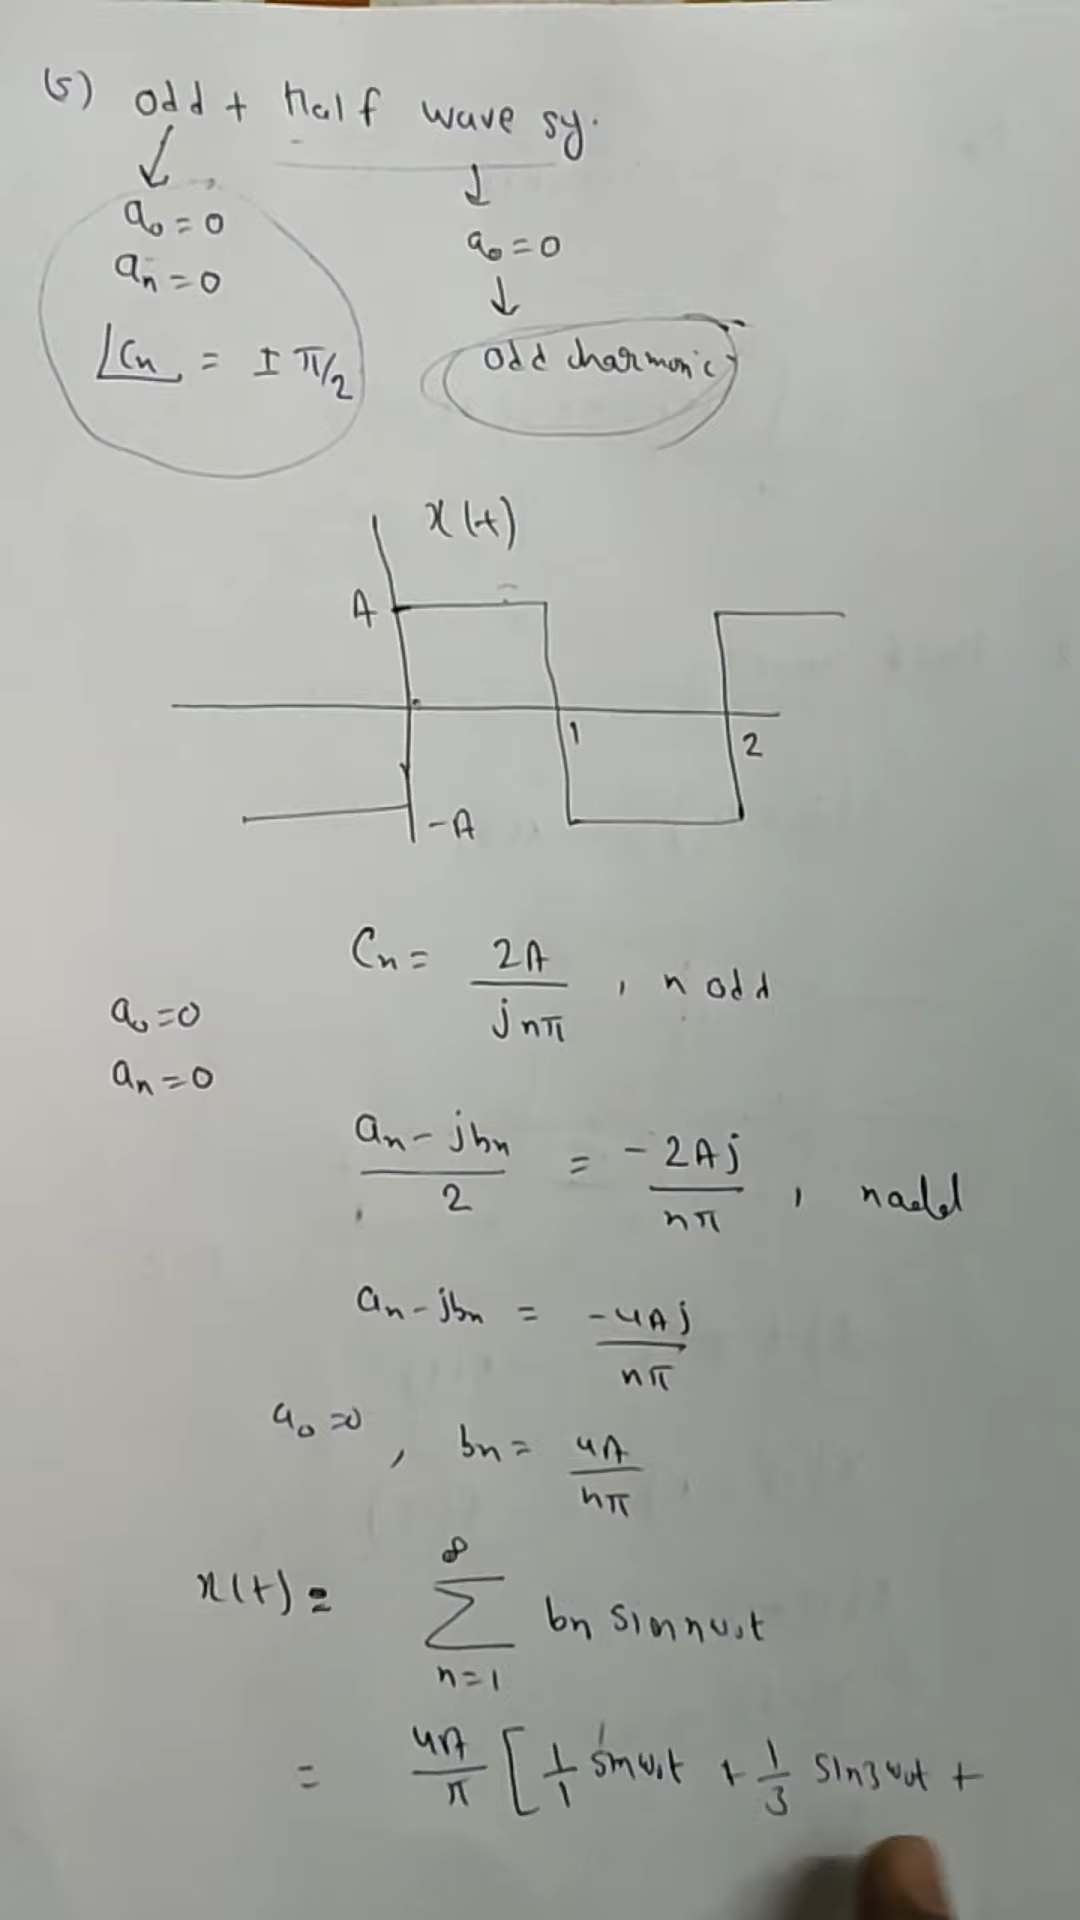 (5) odd + Half wave sy.
↓ ↓
a₀ = 0 a₀ = 0
aₙ = 0 ↓
∠Cₙ = ± π/2 odd charmonic
x(t)
A
1 2
-A
Cₙ = 2A / jnπ , n odd
a₀ = 0
aₙ = 0
(aₙ - jbₙ) / 2 = - 2Aj / nπ , n odd
aₙ - jbₙ = -4Aj / nπ
a₀ = 0 , bₙ = 4A / nπ
x(t) = ∞ Σ n=1 bₙ sin nω₀t
= 4A / π [ 1/1 sin ω₀t + 1/3 sin 3ω₀t +